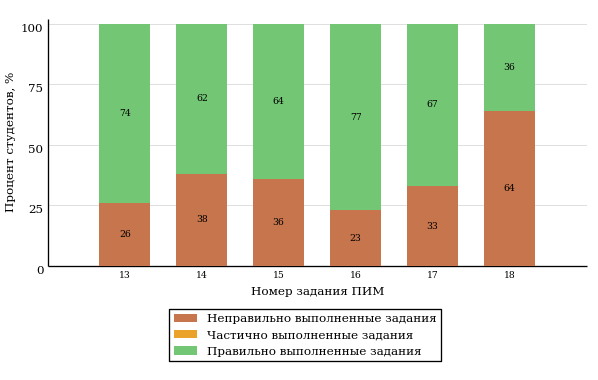 Процент студентов, %
100
75
50
25
0
74
62
64
77
67
36
26
38
36
23
33
64
13 14 15 16 17 18
Номер задания ПИМ
Неправильно выполненные задания
Частично выполненные задания
Правильно выполненные задания